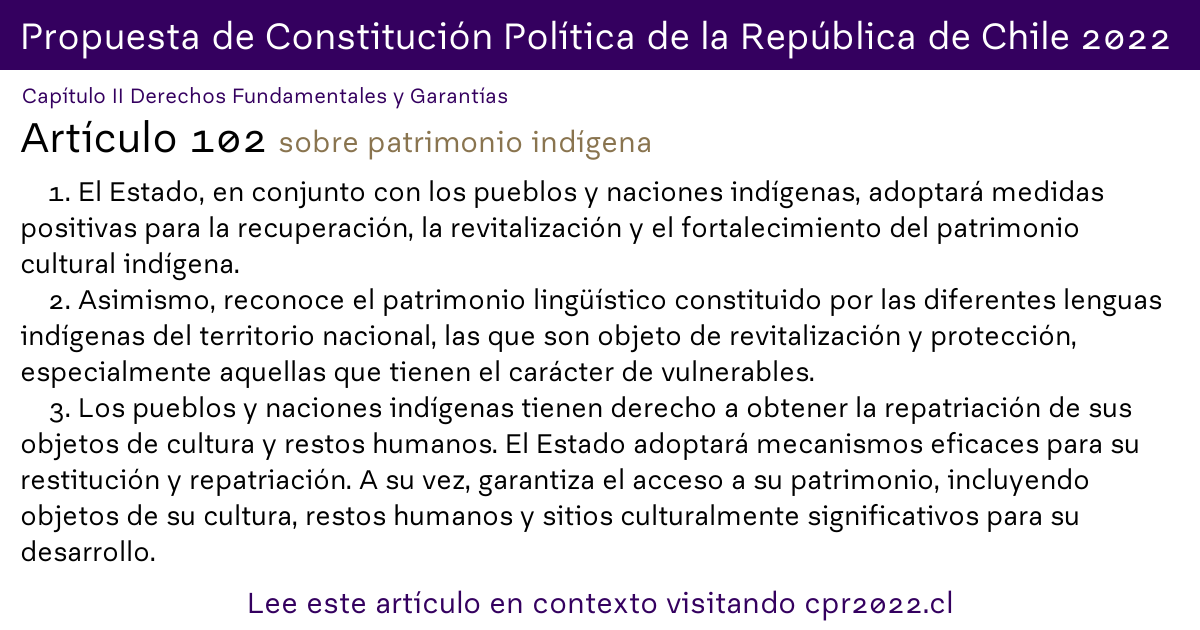 Propuesta de Constitución Política de la República de Chile 2022
Capítulo II Derechos Fundamentales y Garantías
Artículo 102 sobre patrimonio indígena
1. El Estado, en conjunto con los pueblos y naciones indígenas, adoptará medidas
positivas para la recuperación, la revitalización y el fortalecimiento del patrimonio
cultural indígena.
2. Asimismo, reconoce el patrimonio lingüístico constituido por las diferentes lenguas
indígenas del territorio nacional, las que son objeto de revitalización y protección,
especialmente aquellas que tienen el carácter de vulnerables.
3. Los pueblos y naciones indígenas tienen derecho a obtener la repatriación de sus
objetos de cultura y restos humanos. El Estado adoptará mecanismos eficaces para su
restitución y repatriación. A su vez, garantiza el acceso a su patrimonio, incluyendo
objetos de su cultura, restos humanos y sitios culturalmente significativos para su
desarrollo.
Lee este artículo en contexto visitando cpr2022.cl